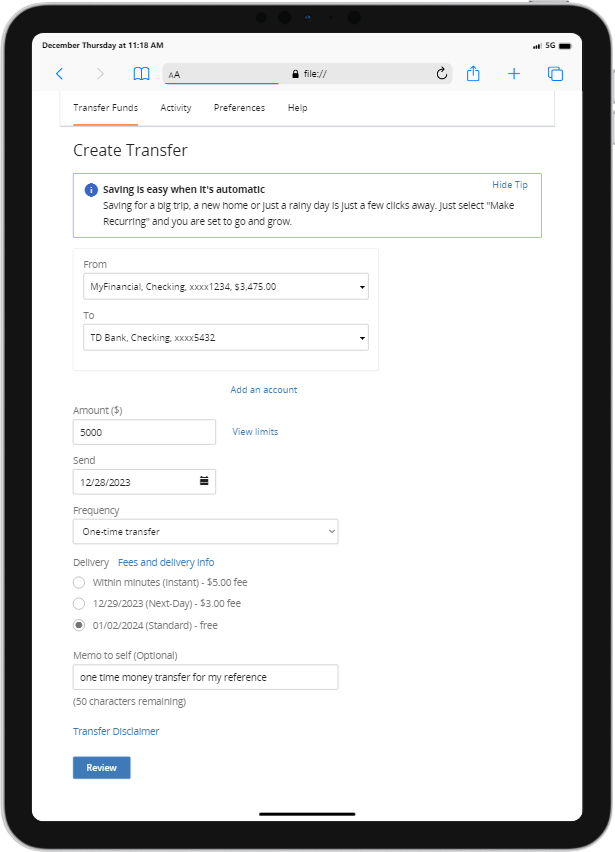 December Thursday at 11:18 AM
5G
AA
file://
Transfer Funds Activity Preferences Help
Create Transfer
Saving is easy when it's automatic
Hide Tip
Saving for a big trip, a new home or just a rainy day is just a few clicks away. Just select "Make
Recurring" and you are set to go and grow.
From
MyFinancial, Checking, xxxx1234, $3,475.00
To
TD Bank, Checking, xxxx5432
Add an account
Amount ($)
5000
View limits
Send
12/28/2023
Frequency
One-time transfer
Delivery Fees and delivery info
Within minutes (Instant) - $5.00 fee
12/29/2023 (Next-Day) - $3.00 fee
01/02/2024 (Standard) - free
Memo to self (Optional)
one time money transfer for my reference
(50 characters remaining)
Transfer Disclaimer
Review